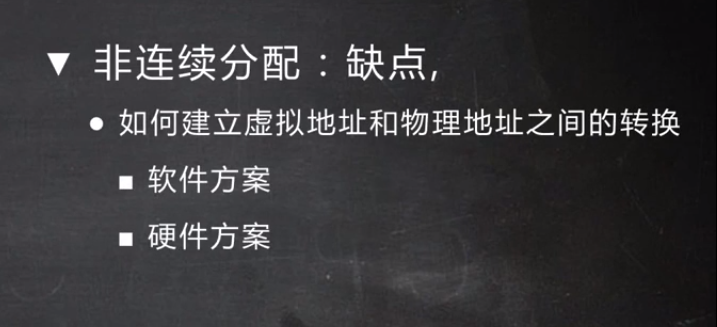 ▼ 非连续分配：缺点,
● 如何建立虚拟地址和物理地址之间的转换
■ 软件方案
■ 硬件方案